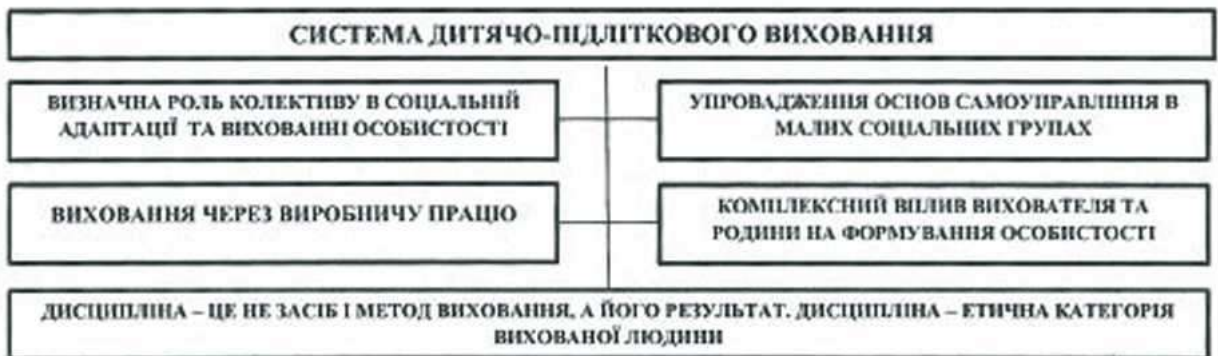 СИСТЕМА ДИТЯЧО-ПІДЛІТКОВОГО ВИХОВАННЯ
ВИЗНАЧНА РОЛЬ КОЛЕКТИВУ В СОЦІАЛЬНІЙ
АДАПТАЦІЇ ТА ВИХОВАННІ ОСОБИСТОСТІ
УПРОВАДЖЕННЯ ОСНОВ САМОУПРАВЛІННЯ В
МАЛИХ СОЦІАЛЬНИХ ГРУПАХ
ВИХОВАННЯ ЧЕРЕЗ ВИРОБНИЧУ ПРАЦЮ
КОМПЛЕКСНИЙ ВПЛИВ ВИХОВАТЕЛЯ ТА
РОДИНИ НА ФОРМУВАННЯ ОСОБИСТОСТІ
ДИСЦИПЛІНА – ЦЕ НЕ ЗАСІБ І МЕТОД ВИХОВАННЯ, А ЙОГО РЕЗУЛЬТАТ. ДИСЦИПЛІНА – ЕТИЧНА КАТЕГОРІЯ
ВИХОВАНОЇ ЛЮДИНИ